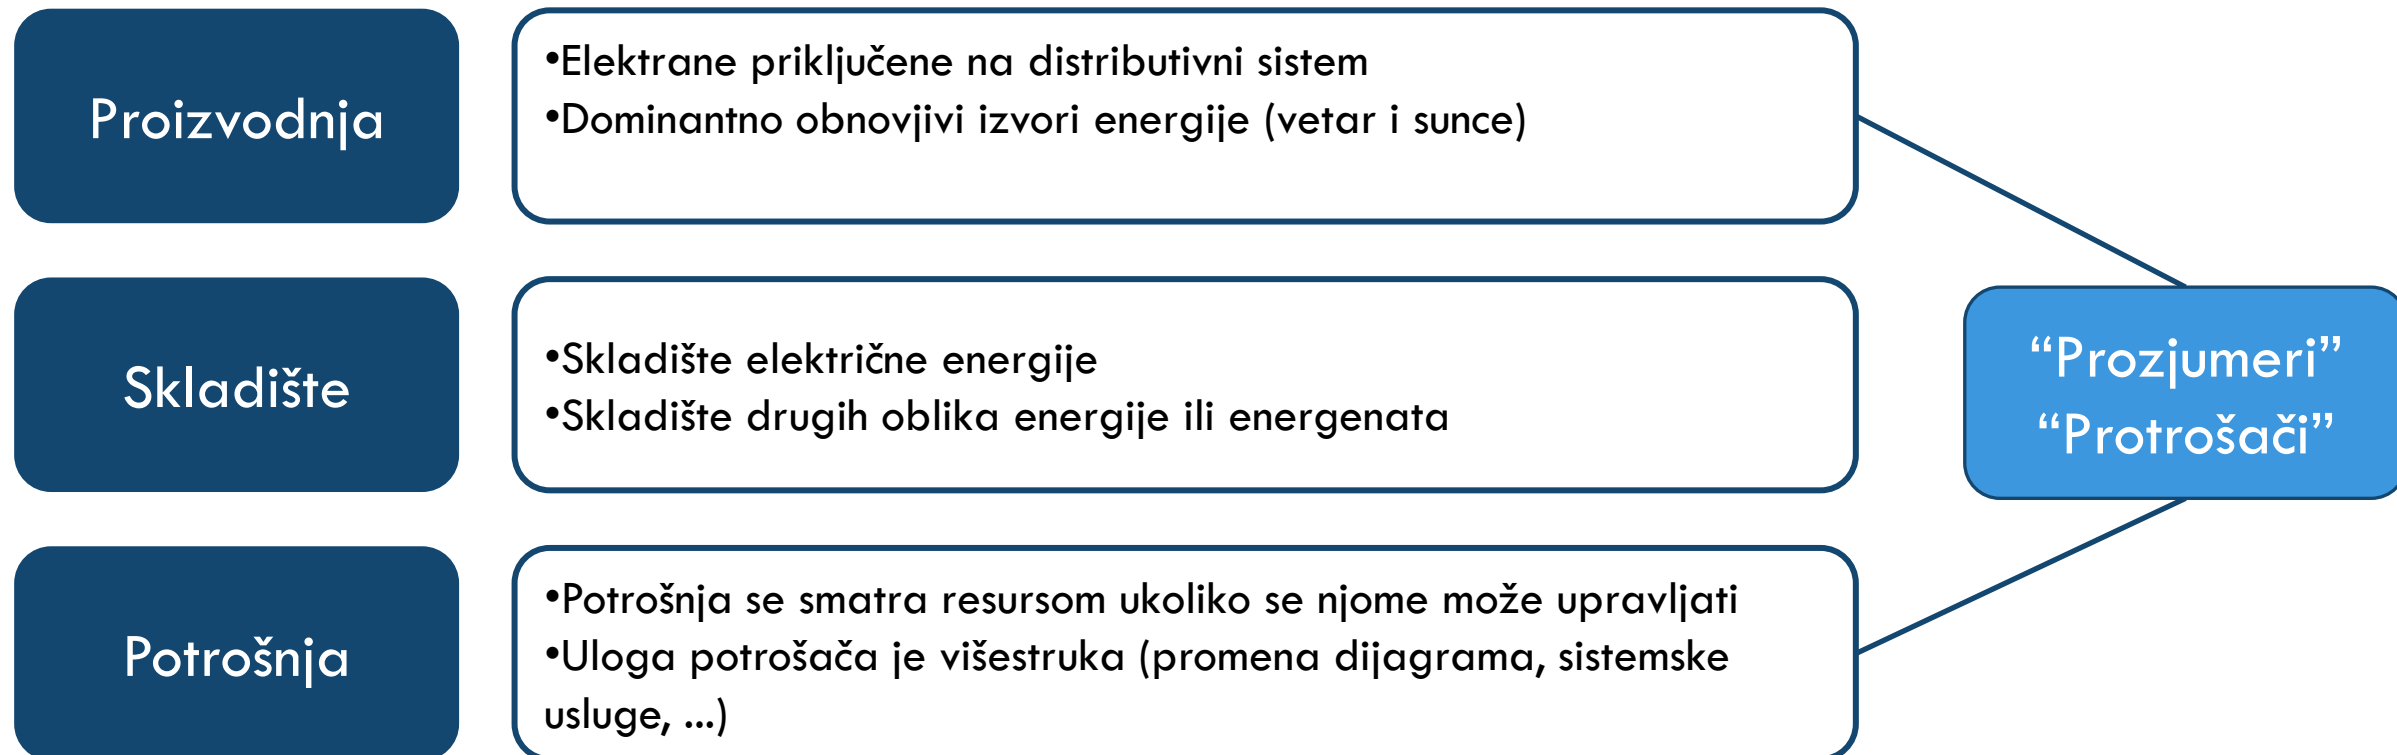 Proizvodnja
•Elektrane priključene na distributivni sistem
•Dominantno obnovjivi izvori energije (vetar i sunce)
Skladište
•Skladište električne energije
•Skladište drugih oblika energije ili energenata
“Prozjumeri”
“Protrošači”
Potrošnja
•Potrošnja se smatra resursom ukoliko se njome može upravljati
•Uloga potrošača je višestruka (promena dijagrama, sistemske
usluge, ...)